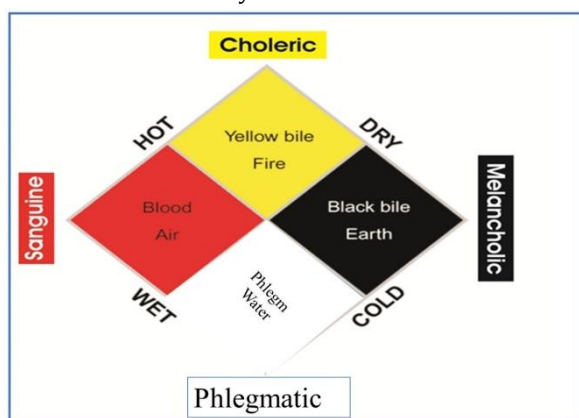 y
Choleric
HOT
DRY
Yellow bile
Fire
Sanguine
Blood
Air
Black bile
Earth
Melancholic
WET
Phlegm
Water
COLD
Phlegmatic